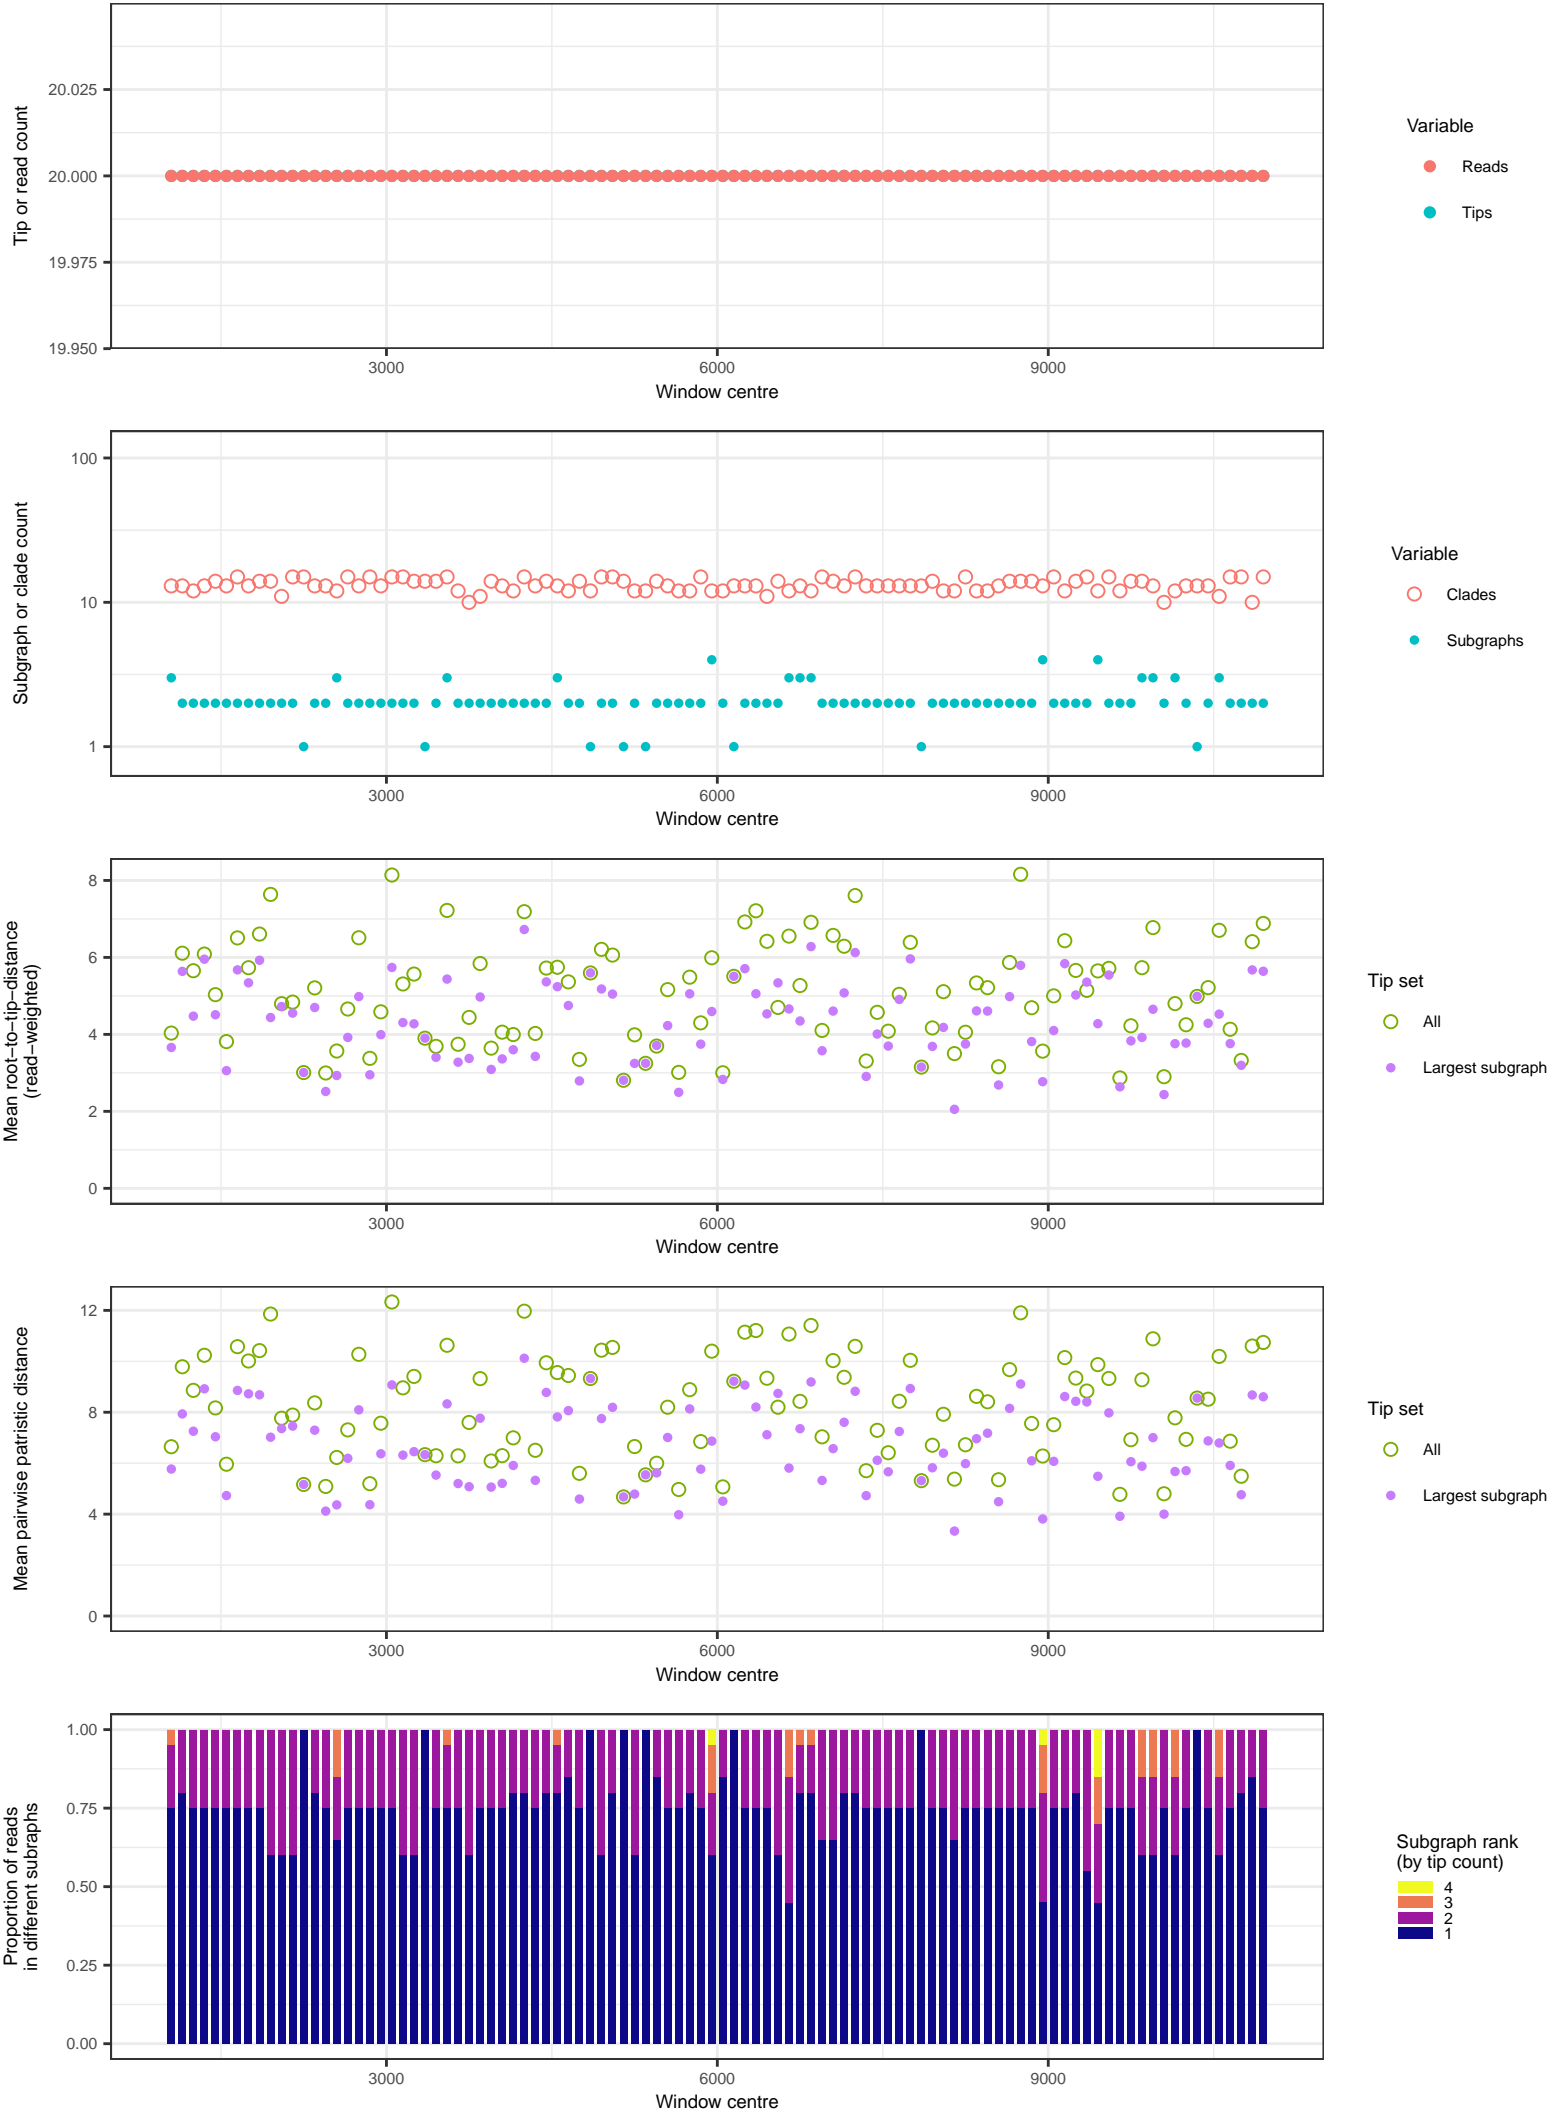 Tip or read count
20.025
20.000
19.975
19.950
3000 6000 9000
Window centre
Variable
Reads
Tips
Subgraph or clade count
100
10
1
3000 6000 9000
Window centre
Variable
Clades
Subgraphs
Mean root−to−tip−distance
(read−weighted)
8
6
4
2
0
3000 6000 9000
Window centre
Tip set
All
Largest subgraph
Mean pairwise patristic distance
12
8
4
0
3000 6000 9000
Window centre
Tip set
All
Largest subgraph
Proportion of reads
in different subraphs
1.00
0.75
0.50
0.25
0.00
3000 6000 9000
Window centre
Subgraph rank
(by tip count)
4
3
2
1